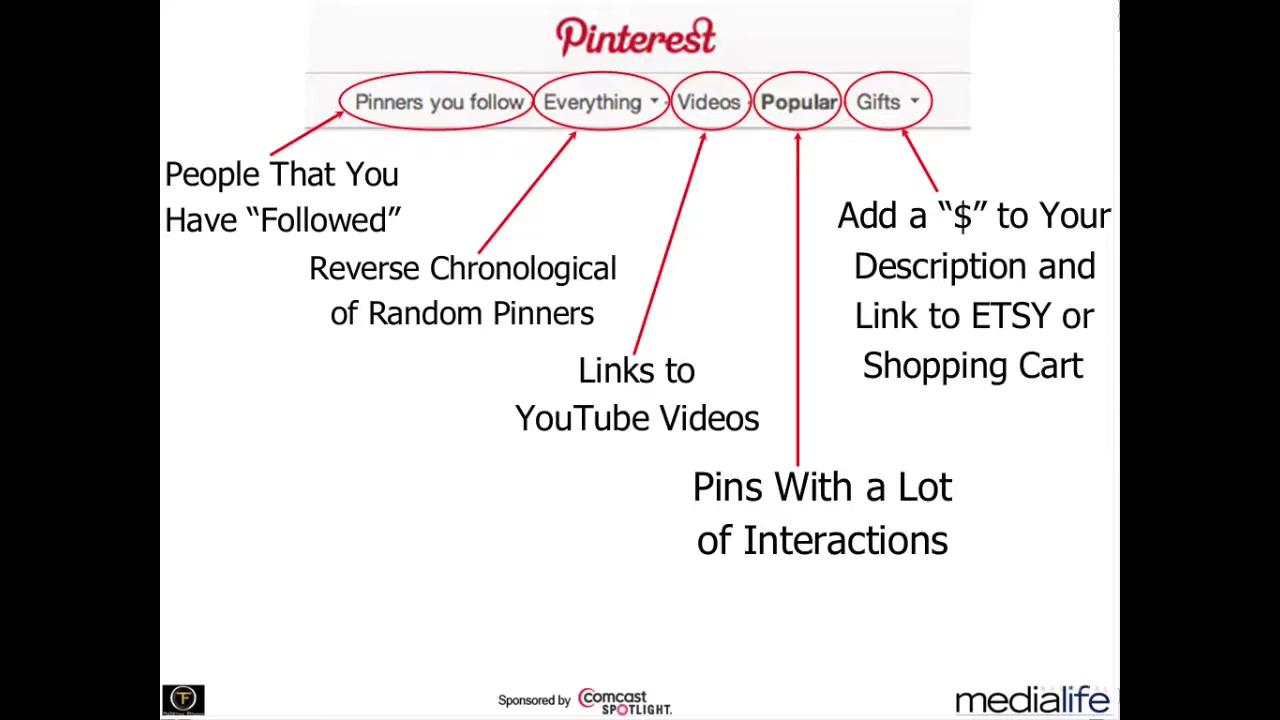 Pinterest
Pinners you follow Everything Videos Popular Gifts
People That You
Have “Followed”
Reverse Chronological
of Random Pinners
Links to
YouTube Videos
Pins With a Lot
of Interactions
Add a “$” to Your
Description and
Link to ETSY or
Shopping Cart
Sponsored by Comcast
SPOTLIGHT.
medialife